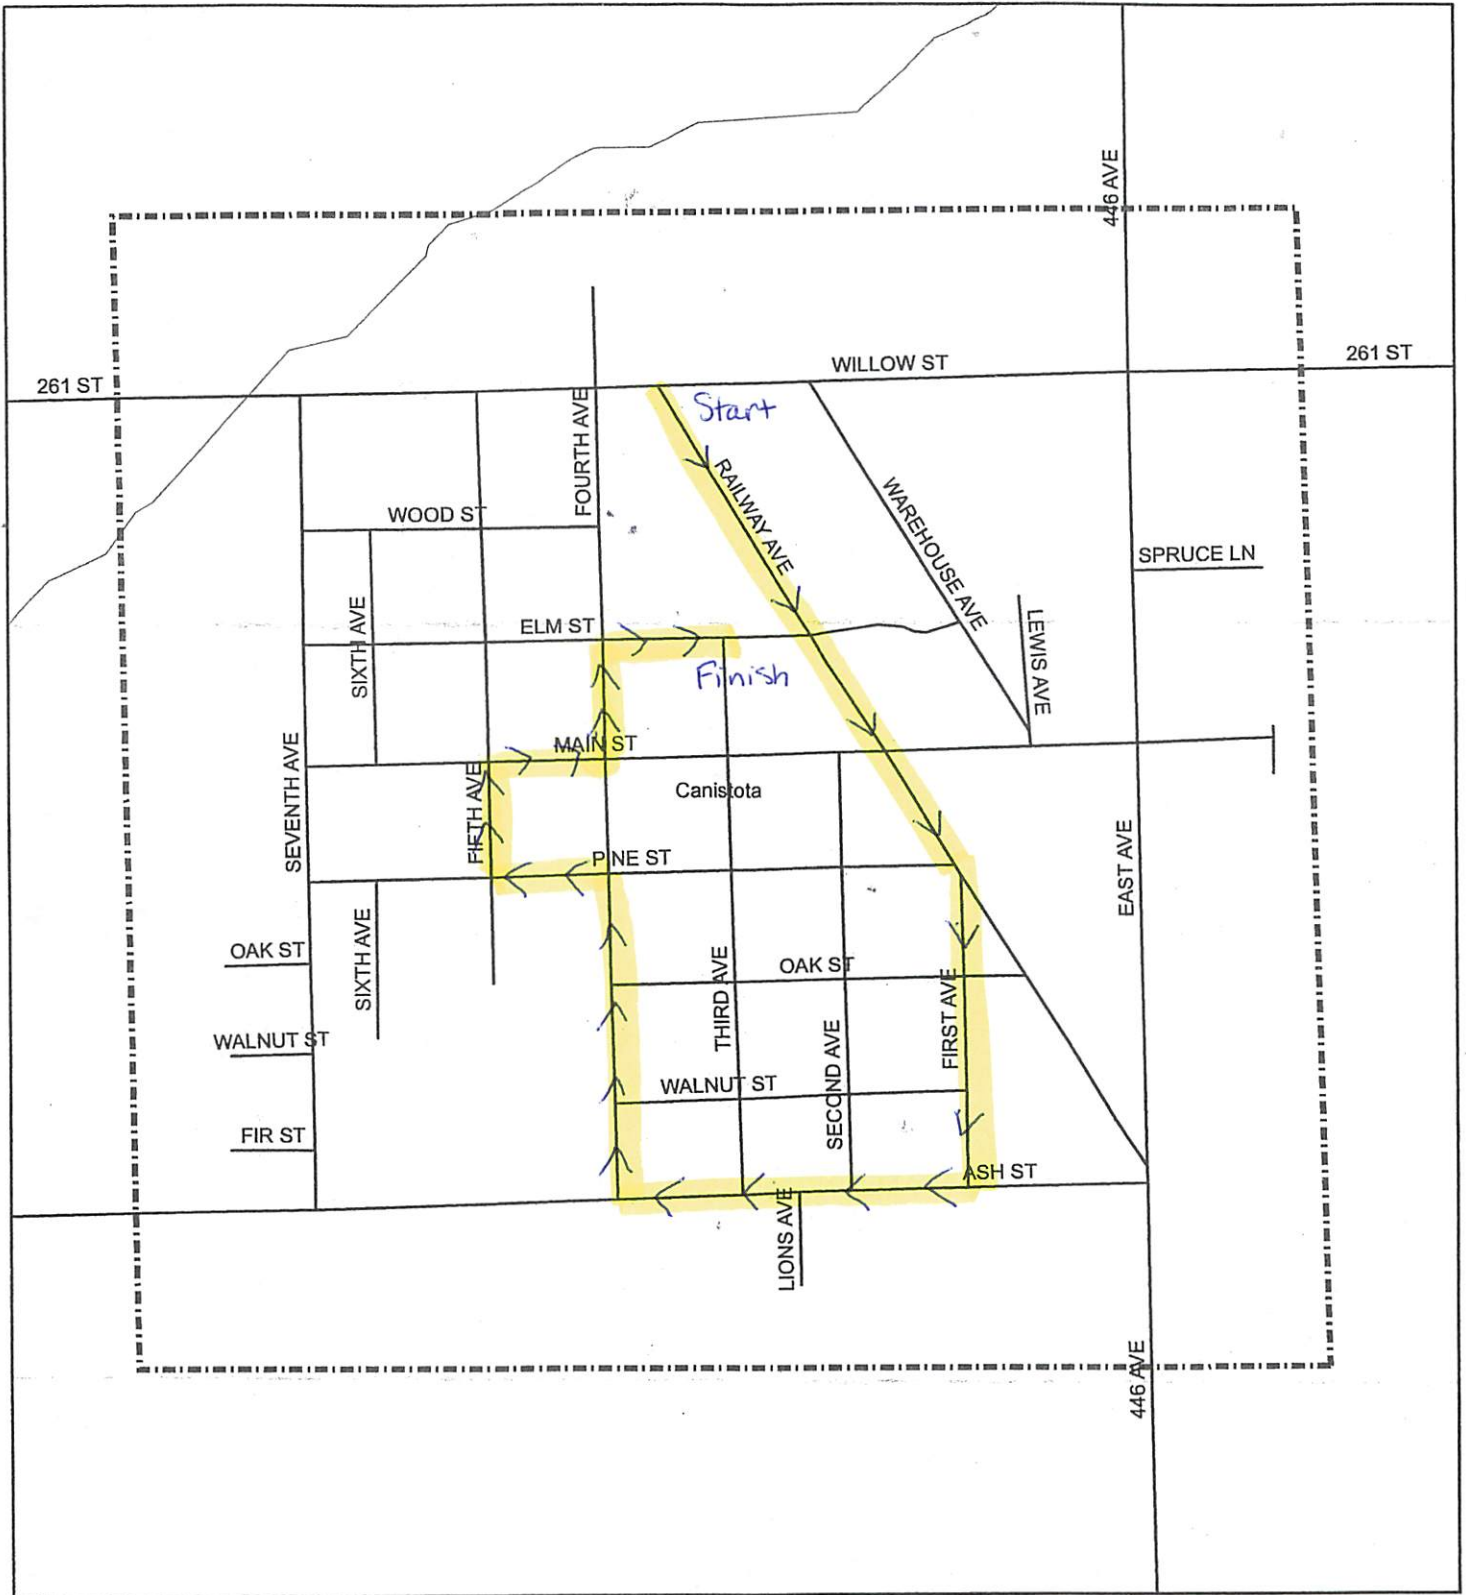 446 AVE
WILLOW ST
261 ST
261 ST
Start
FOURTH AVE
RAILWAY AVE
WAREHOUSE AVE
WOOD ST
SPRUCE LN
SIXTH AVE
ELM ST
LEWIS AVE
Finish
MAIN ST
SEVENTH AVE
FIFTH AVE
Canistota
PINE ST
EAST AVE
OAK ST
SIXTH AVE
THIRD AVE
OAK ST
FIRST AVE
WALNUT ST
SECOND AVE
WALNUT ST
FIR ST
ASH ST
LIONS AVE
446 AVE